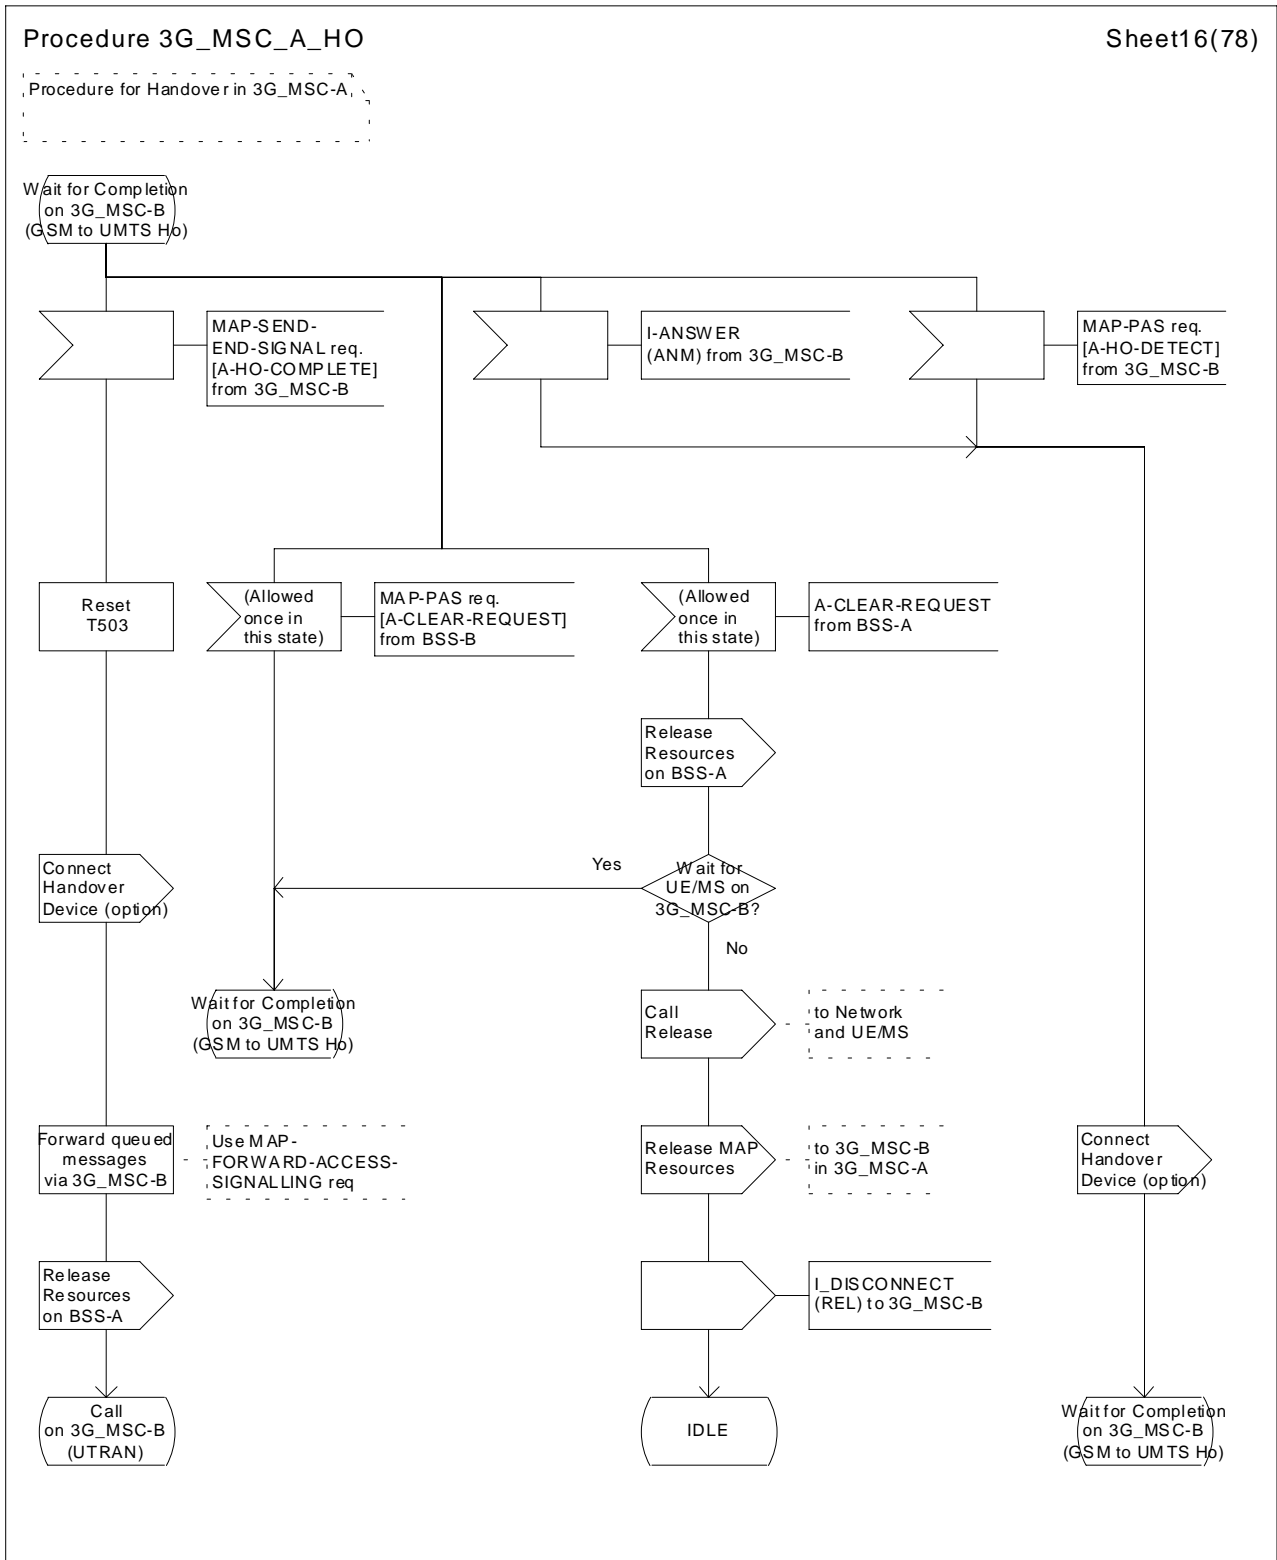 Procedure 3G_MSC_A_HO
Sheet16(78)
Procedure for Handover in 3G_MSC-A
Wait for Completion
on 3G_MSC-B
(GSM to UMTS Ho)
MAP-SEND-
END-SIGNAL req.
[A-HO-COMPLETE]
from 3G_MSC-B
I-ANSWER
(ANM) from 3G_MSC-B
MAP-PAS req.
[A-HO-DETECT]
from 3G_MSC-B
Reset
T503
(Allowed
once in
this state)
MAP-PAS req.
[A-CLEAR-REQUEST]
from BSS-B
(Allowed
once in
this state)
A-CLEAR-REQUEST
from BSS-A
Release
Resources
on BSS-A
Connect
Handover
Device (option)
Yes
Wait for
UE/MS on
3G_MSC-B?
No
Wait for Completion
on 3G_MSC-B
(GSM to UMTS Ho)
Call
Release
to Network
and UE/MS
Forward queued
messages
via 3G_MSC-B
Use MAP-
FORWARD-ACCESS-
SIGNALLING req
Release MAP
Resources
to 3G_MSC-B
in 3G_MSC-A
Connect
Handover
Device (option)
Release
Resources
on BSS-A
I_DISCONNECT
(REL) to 3G_MSC-B
Call
on 3G_MSC-B
(UTRAN)
IDLE
Wait for Completion
on 3G_MSC-B
(GSM to UMTS Ho)